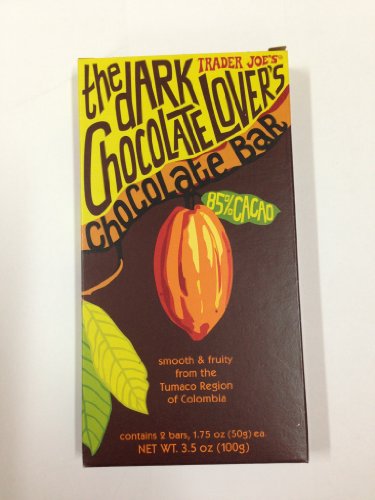 TRADER JOE'S
the DARK
CHOCOLATE LOVER'S
CHOCOLATE BAR
85% CACAO
smooth & fruity
from the
Tumaco Region
of Colombia
contains 2 bars, 1.75 oz (50g) ea.
NET WT. 3.5 oz (100g)